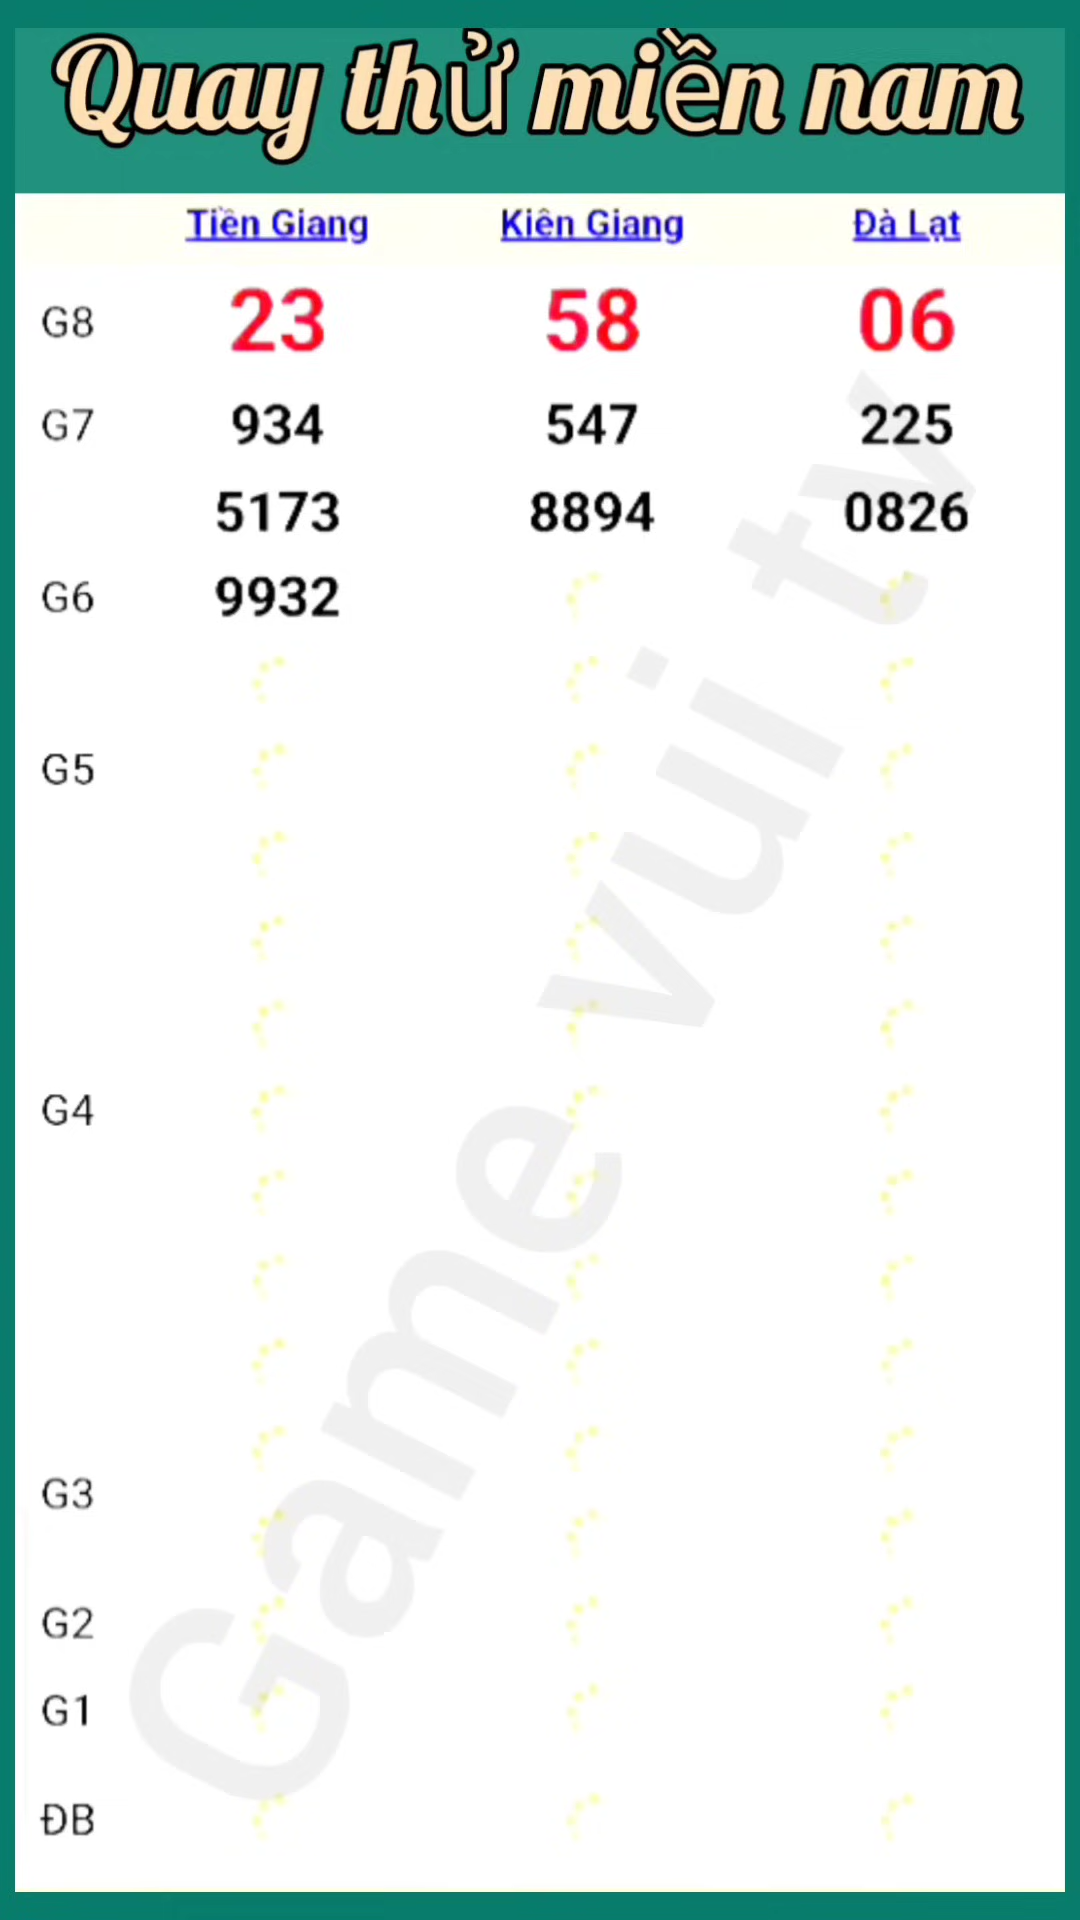 Quay thử miền nam
Tiền Giang Kiên Giang Đà Lạt
G8 23 58 06
G7 934 547 225
5173 8894 0826
G6 9932
G5
G4
G3
G2
G1
ĐB
Game vui tv